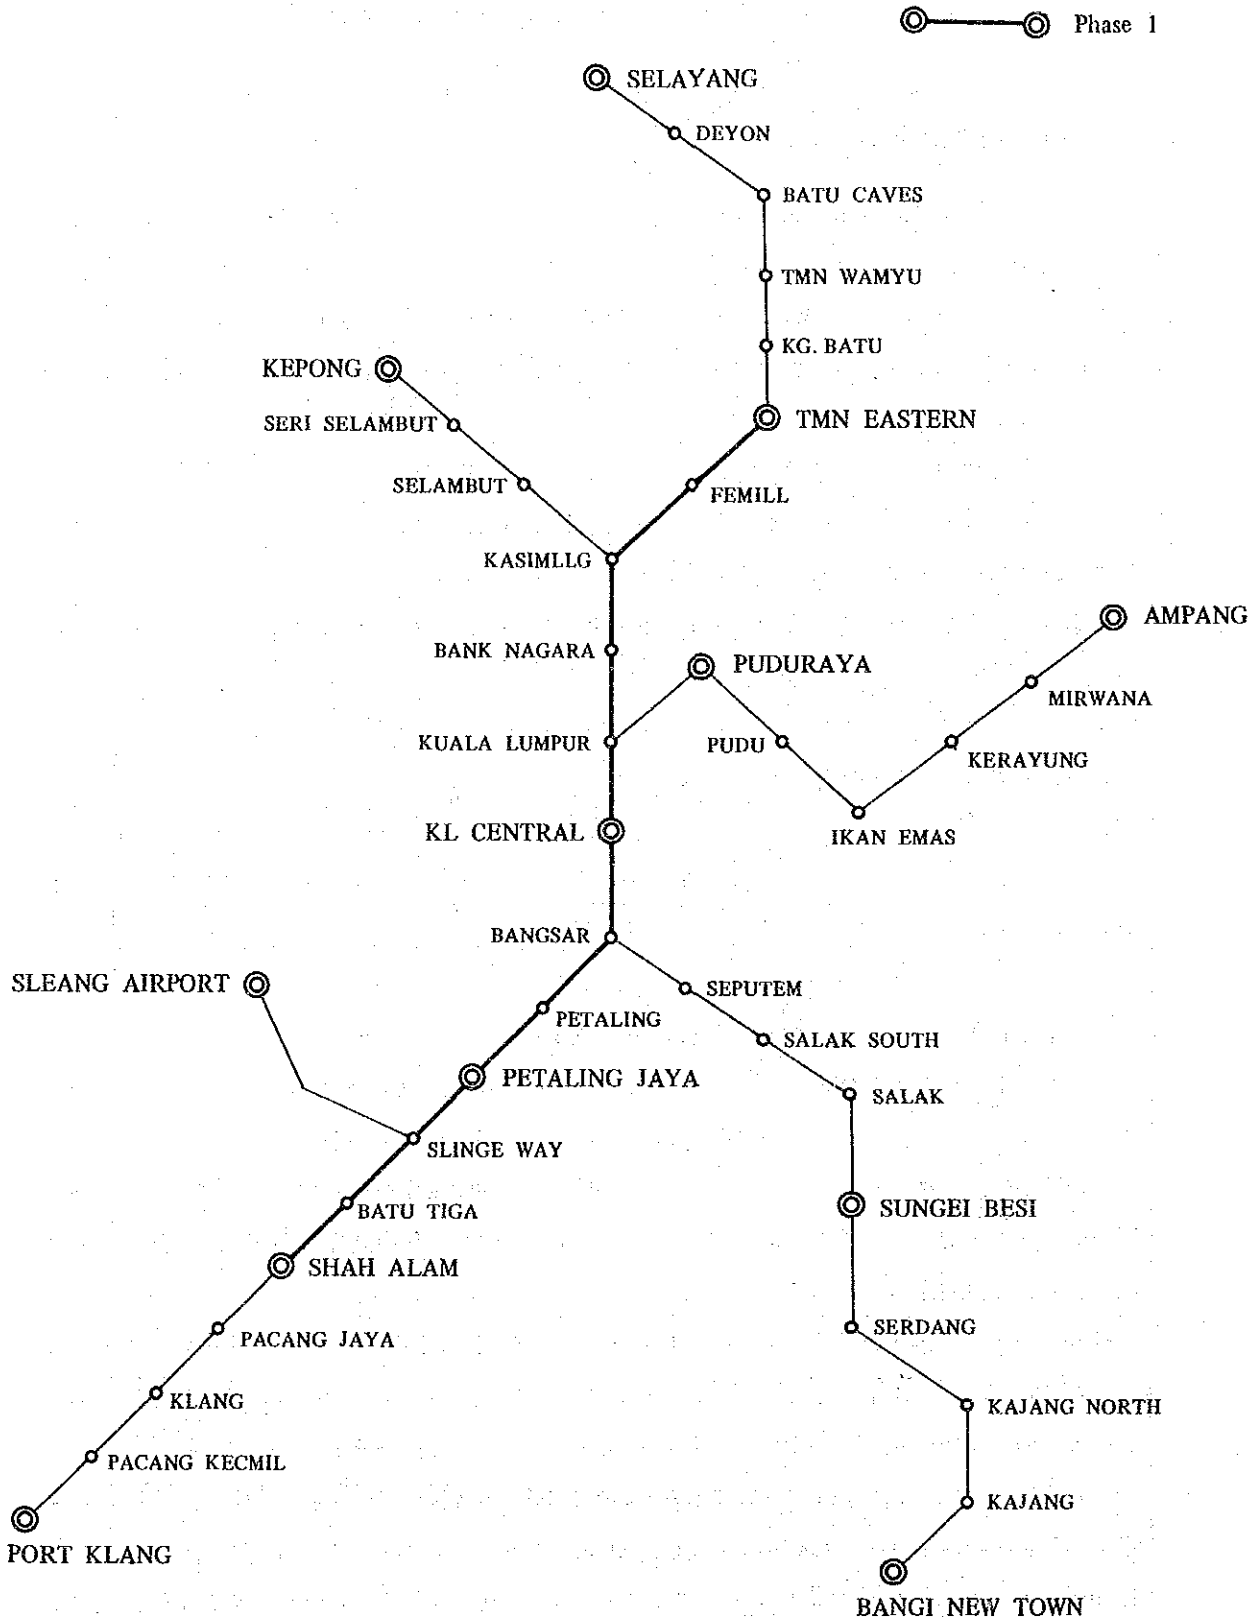 Phase 1
SELAYANG
DEYON
BATU CAVES
TMN WAMYU
KG. BATU
KEPONG
TMN EASTERN
SERI SELAMBUT
SELAMBUT
FEMILL
KASIMLLG
AMPANG
BANK NAGARA
PUDURAYA
MIRWANA
KUALA LUMPUR
PUDU
KERAYUNG
KL CENTRAL
IKAN EMAS
BANGSAR
SLEANG AIRPORT
SEPUTEM
PETALING
SALAK SOUTH
PETALING JAYA
SALAK
SLINGE WAY
BATU TIGA
SUNGEI BESI
SHAH ALAM
SERDANG
PACANG JAYA
KLANG
KAJANG NORTH
PACANG KECMIL
KAJANG
PORT KLANG
BANGI NEW TOWN